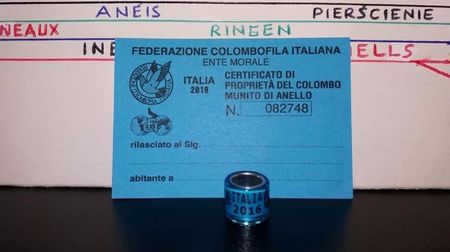 ANÉIS
PIERŚCIENIE
NEAUX
RINGEN
ELLS
FEDERAZIONE COLOMBOFILA ITALIANA
ENTE MORALE
ITALIA
2016
CERTIFICATO DI
PROPRIETÀ DEL COLOMBO
MUNITO DI ANELLO
N. 082748
rilasciato al Sig.
abitante a
ITALIA
2016